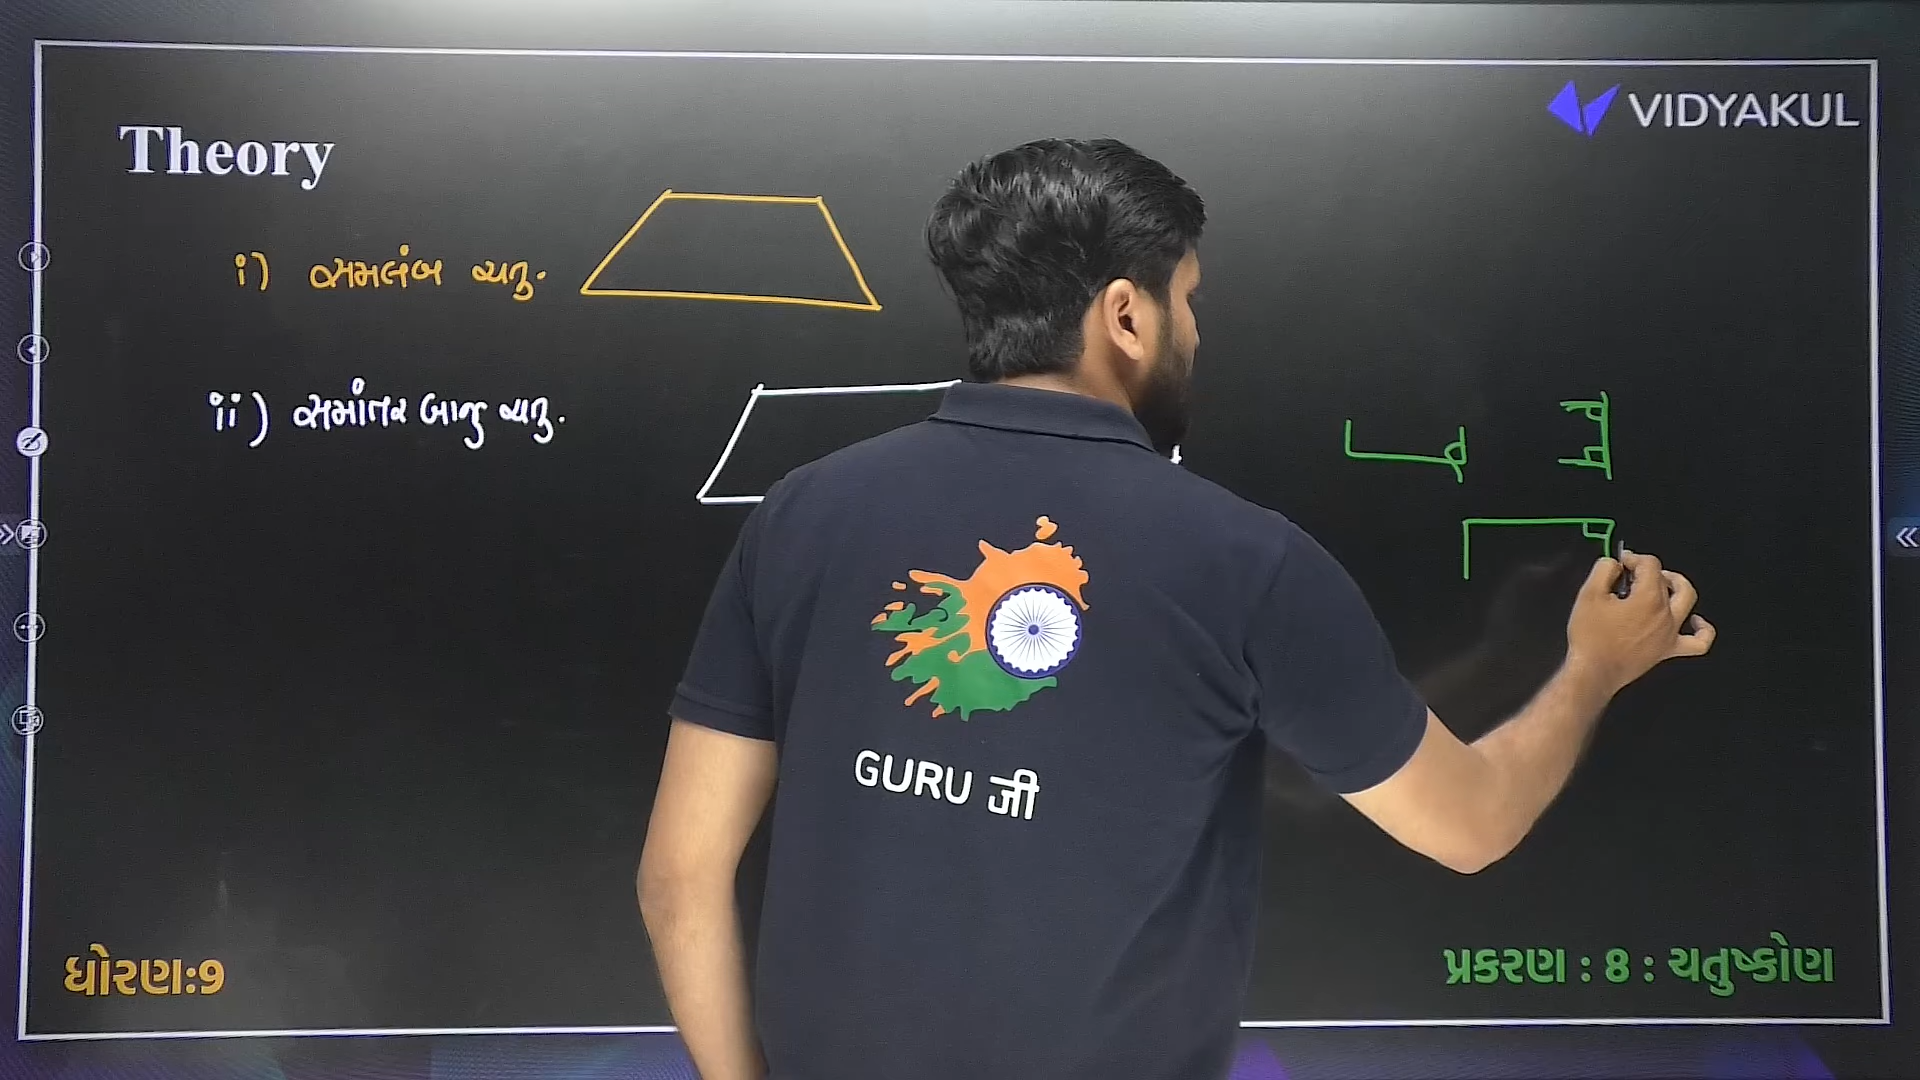 VIDYAKUL
Theory
i) સમલંબ ચતુ.
ii) સમાંતર બાજુ ચતુ.
GURU जी
ધોરણ:9
પ્રકરણ : 8 : ચતુષ્કોણ